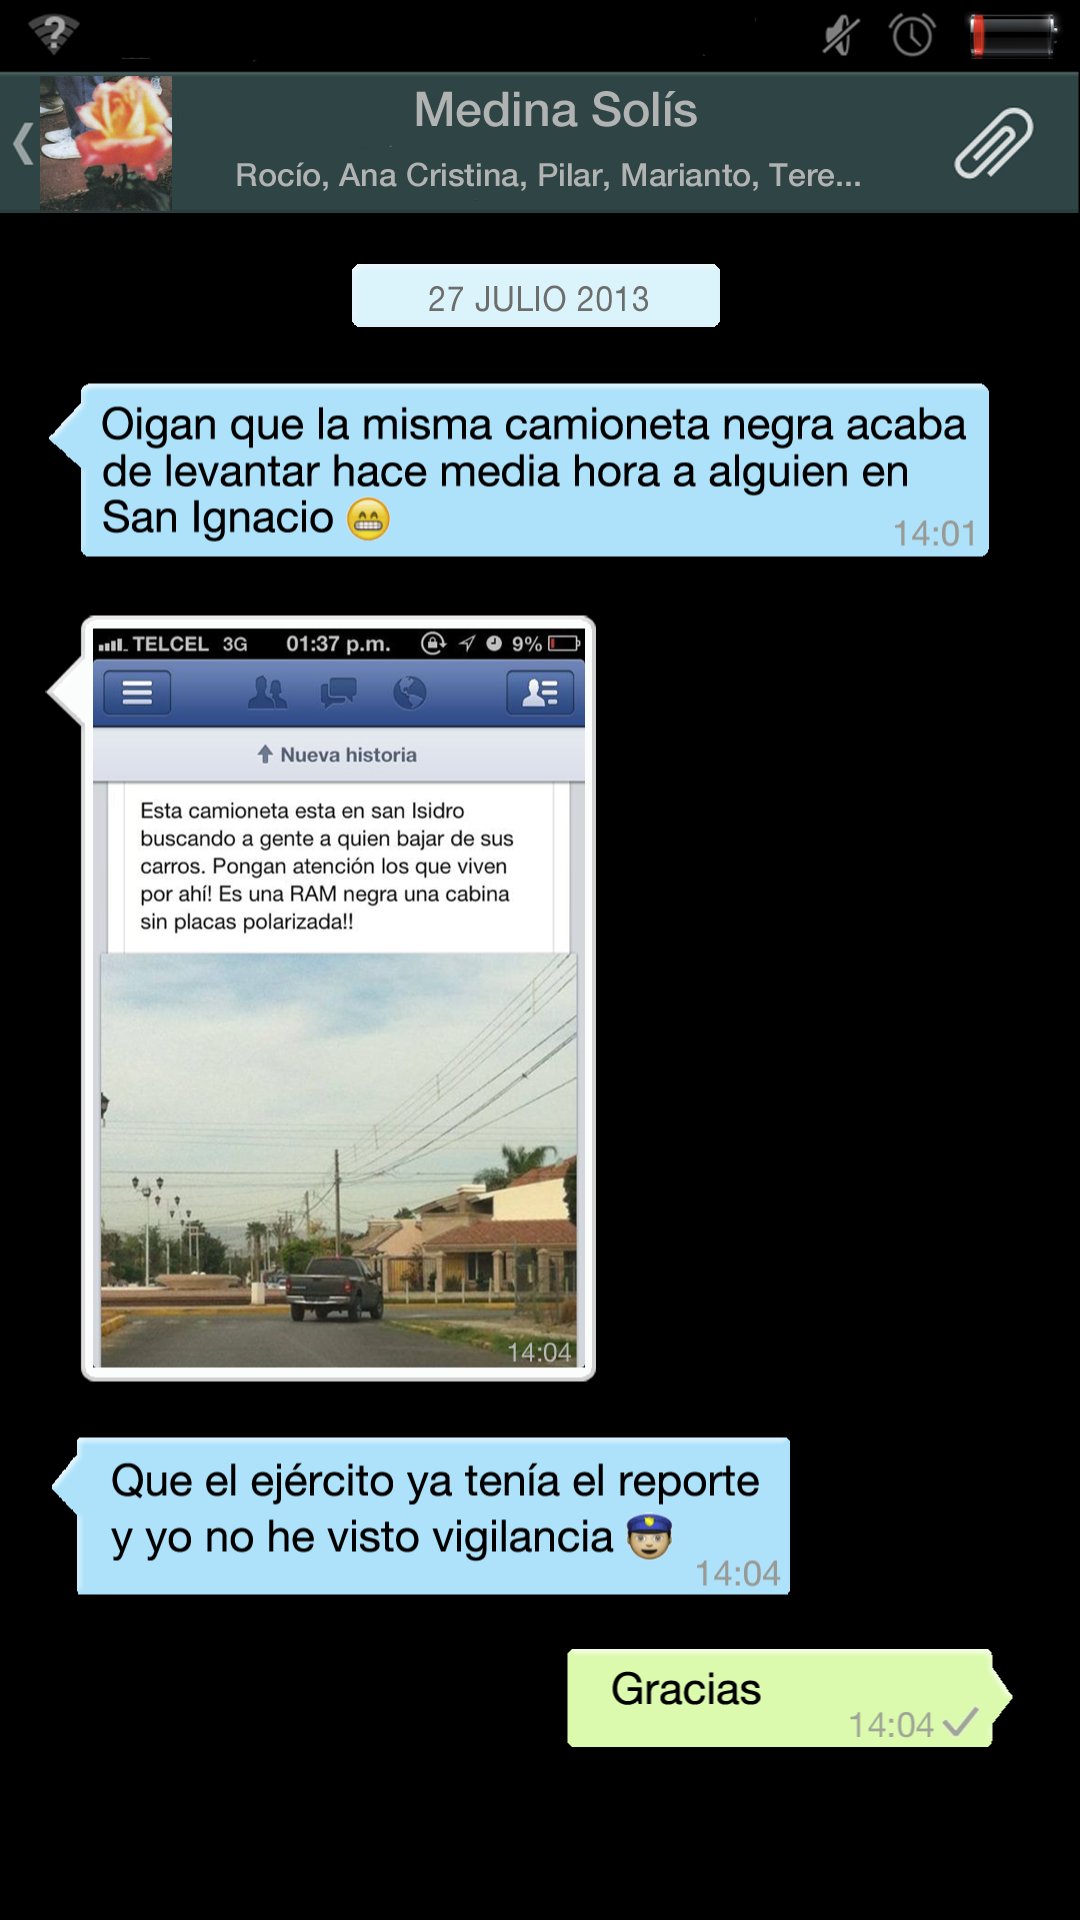 Medina Solís
Rocío, Ana Cristina, Pilar, Marianto, Tere...
27 JULIO 2013
Oigan que la misma camioneta negra acaba
de levantar hace media hora a alguien en
San Ignacio 😁
14:01
TELCEL 3G 01:37 p.m. 9%
Nueva historia
Esta camioneta esta en san Isidro
buscando a gente a quien bajar de sus
carros. Pongan atención los que viven
por ahí! Es una RAM negra una cabina
sin placas polarizada!!
14:04
Que el ejército ya tenía el reporte
y yo no he visto vigilancia 👮
14:04
Gracias
14:04